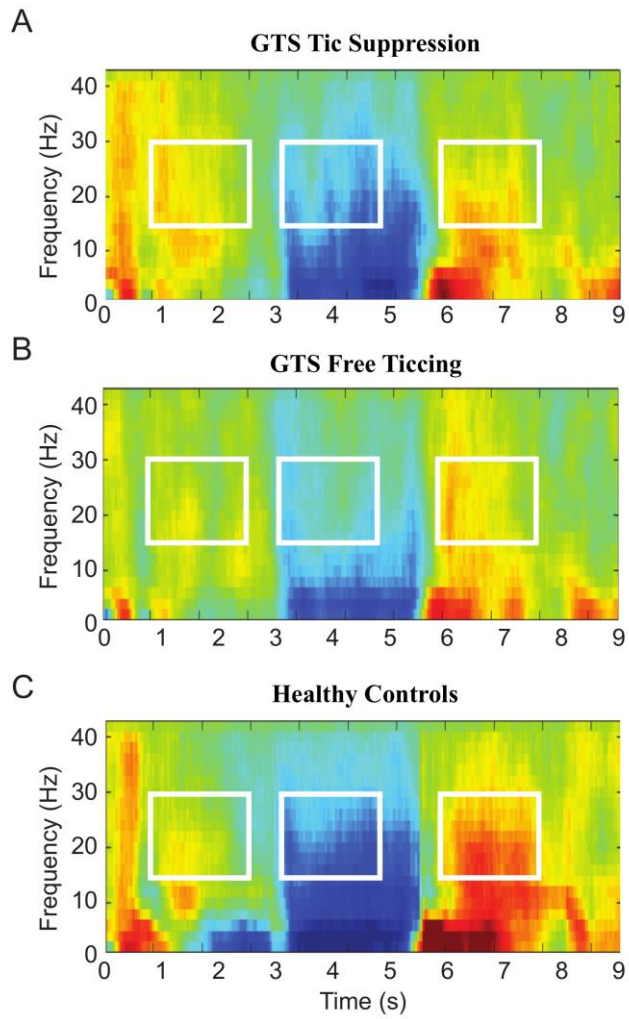 A
GTS Tic Suppression
Frequency (Hz)
40
30
20
10
0
0 1 2 3 4 5 6 7 8 9
B
GTS Free Ticcing
Frequency (Hz)
40
30
20
10
0
0 1 2 3 4 5 6 7 8 9
C
Healthy Controls
Frequency (Hz)
40
30
20
10
0
0 1 2 3 4 5 6 7 8 9
Time (s)